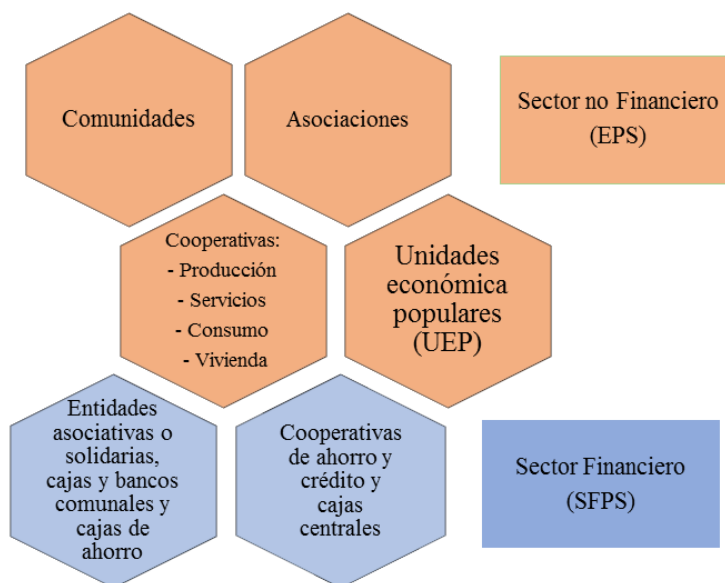 Comunidades
Asociaciones
Sector no Financiero
(EPS)
Cooperativas:
- Producción
- Servicios
- Consumo
- Vivienda
Unidades
económica
populares
(UEP)
Entidades
asociativas o
solidarias,
cajas y bancos
comunales y
cajas de
ahorro
Cooperativas
de ahorro y
crédito y
cajas
centrales
Sector Financiero
(SFPS)